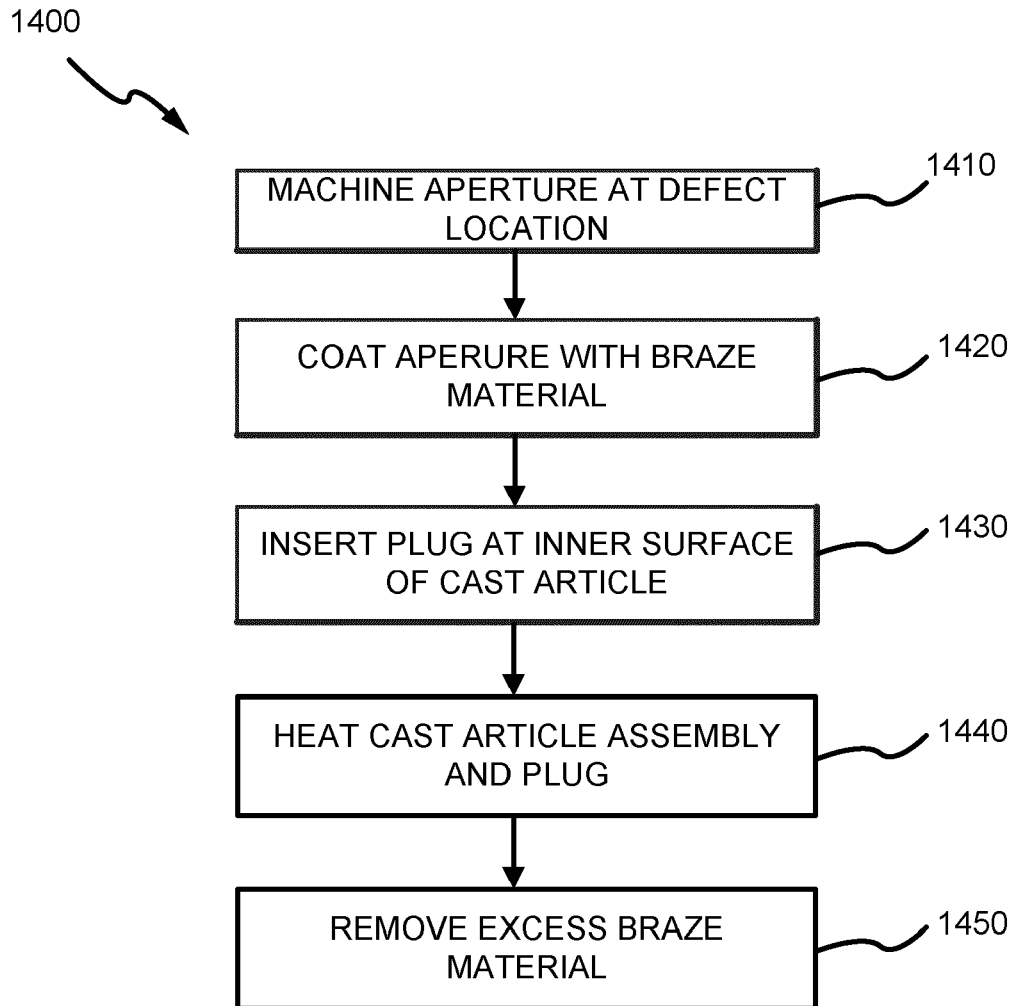 1400
MACHINE APERTURE AT DEFECT
LOCATION
1410
COAT APERURE WITH BRAZE
MATERIAL
1420
INSERT PLUG AT INNER SURFACE
OF CAST ARTICLE
1430
HEAT CAST ARTICLE ASSEMBLY
AND PLUG
1440
REMOVE EXCESS BRAZE
MATERIAL
1450